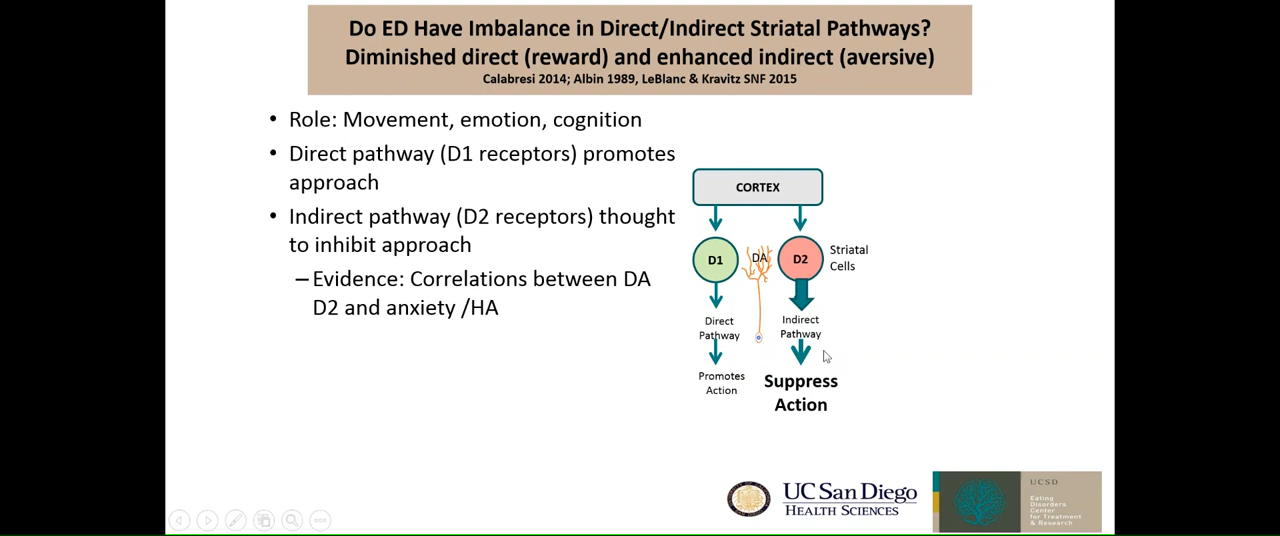 Do ED Have Imbalance in Direct/Indirect Striatal Pathways?
Diminished direct (reward) and enhanced indirect (aversive)
Calabresi 2014; Albin 1989, LeBlanc & Kravitz SNF 2015
• Role: Movement, emotion, cognition
• Direct pathway (D1 receptors) promotes
approach
• Indirect pathway (D2 receptors) thought
to inhibit approach
– Evidence: Correlations between DA
D2 and anxiety /HA
CORTEX
D1
DA
D2
Striatal
Cells
Direct
Pathway
Indirect
Pathway
Promotes
Action
Suppress
Action
UC San Diego
HEALTH SCIENCES
UCSD
Eating
Disorders
Center
for Treatment
& Research